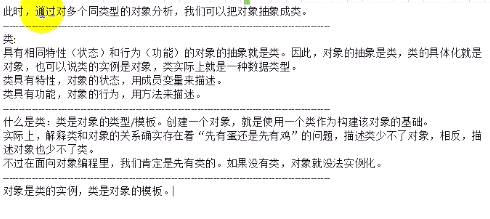 此时，通过对多个同类型的对象分析，我们可以把对象抽象成类。
--------------------------------------------------------------------------------
类:
具有相同特性（状态）和行为（功能）的对象的抽象就是类。因此，对象的抽象是类，类的具体化就是
对象，也可以说类的实例是对象，类实际上就是一种数据类型。
类具有特性，对象的状态，用成员变量来描述。
类具有功能，对象的行为，用方法来描述。
--------------------------------------------------------------------------------
什么是类：类是对象的类型/模板。创建一个对象，就是使用一个类作为构建该对象的基础。
实际上，解释类和对象的关系确实存在看“先有蛋还是先有鸡”的问题，描述类少不了对象，相反，描
述对象也少不了类。
不过在面向对象编程里，我们肯定是先有类的。如果没有类，对象就没法实例化。
--------------------------------------------------------------------------------
对象是类的实例，类是对象的模板。